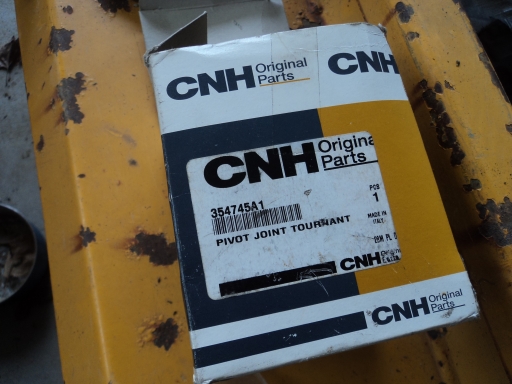 CNH Original Parts
CNH
CNH Original Parts
354745A1
PCS
1
PIVOT JOINT TOURNANT
MADE IN
ITALY
CNH
CNH Original Parts